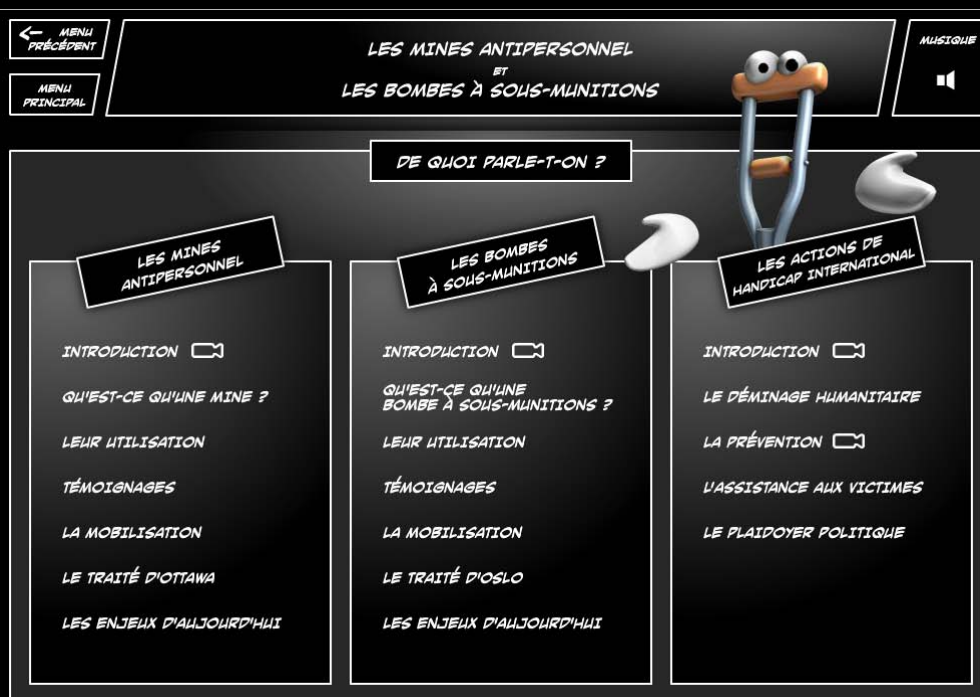 MENU
PRÉCÉDENT
MENU
PRINCIPAL
LES MINES ANTIPERSONNEL
ET
LES BOMBES À SOUS-MUNITIONS
MUSIQUE
DE QUOI PARLE-T-ON ?
LES MINES
ANTIPERSONNEL
INTRODUCTION
QU'EST-CE QU'UNE MINE ?
LEUR UTILISATION
TÉMOIGNAGES
LA MOBILISATION
LE TRAITÉ D'OTTAWA
LES ENJEUX D'AUJOURD'HUI
LES BOMBES
À SOUS-MUNITIONS
INTRODUCTION
QU'EST-CE QU'UNE
BOMBE À SOUS-MUNITIONS ?
LEUR UTILISATION
TÉMOIGNAGES
LA MOBILISATION
LE TRAITÉ D'OSLO
LES ENJEUX D'AUJOURD'HUI
LES ACTIONS DE
HANDICAP INTERNATIONAL
INTRODUCTION
LE DÉMINAGE HUMANITAIRE
LA PRÉVENTION
L'ASSISTANCE AUX VICTIMES
LE PLAIDOYER POLITIQUE